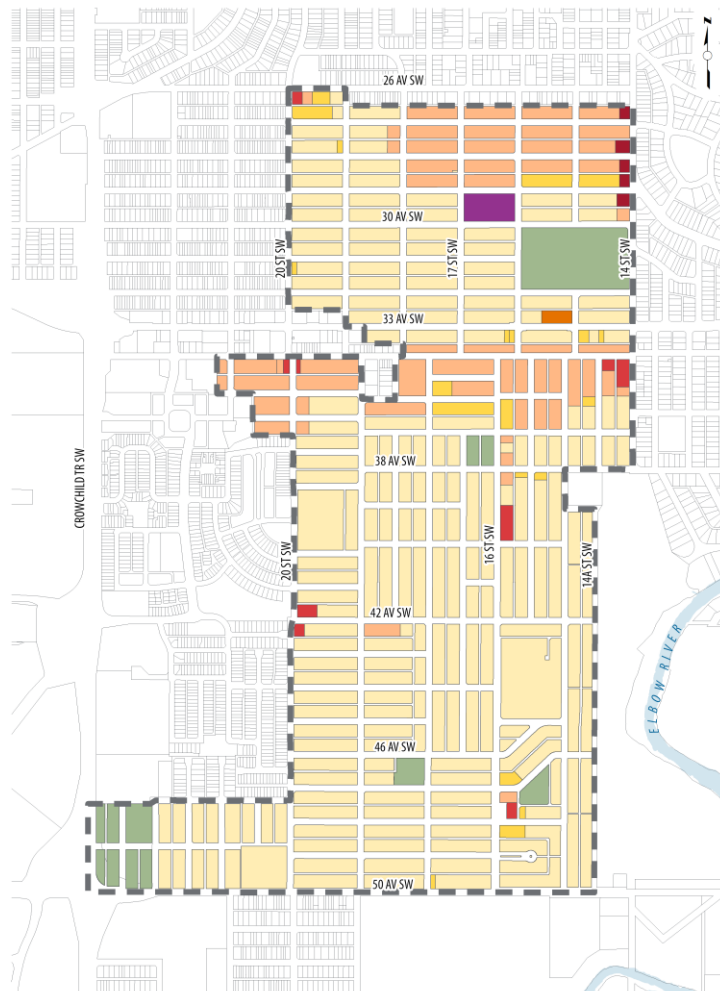 N
26 AV SW
30 AV SW
20 ST SW
17 ST SW
14 ST SW
33 AV SW
38 AV SW
CROWCHILD TR SW
16 ST SW
20 ST SW
14A ST SW
42 AV SW
ELBOW RIVER
46 AV SW
50 AV SW